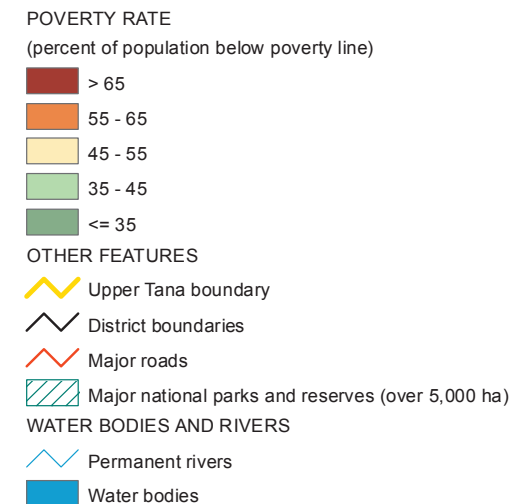 POVERTY RATE
(percent of population below poverty line)
> 65
55 - 65
45 - 55
35 - 45
<= 35
OTHER FEATURES
Upper Tana boundary
District boundaries
Major roads
Major national parks and reserves (over 5,000 ha)
WATER BODIES AND RIVERS
Permanent rivers
Water bodies